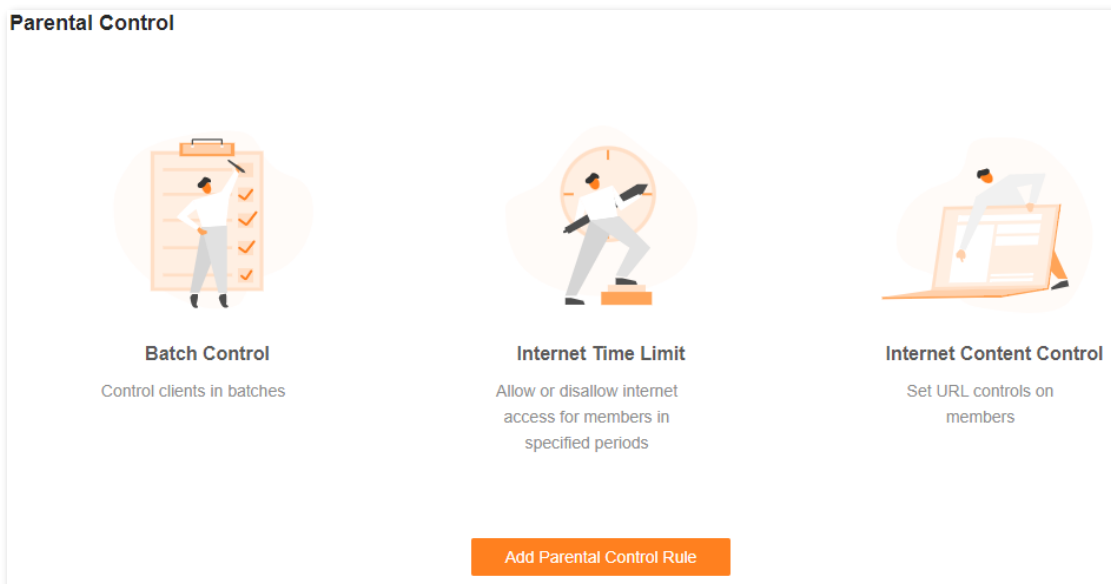 Parental Control
Batch Control
Control clients in batches
Internet Time Limit
Allow or disallow internet
access for members in
specified periods
Internet Content Control
Set URL controls on
members
Add Parental Control Rule